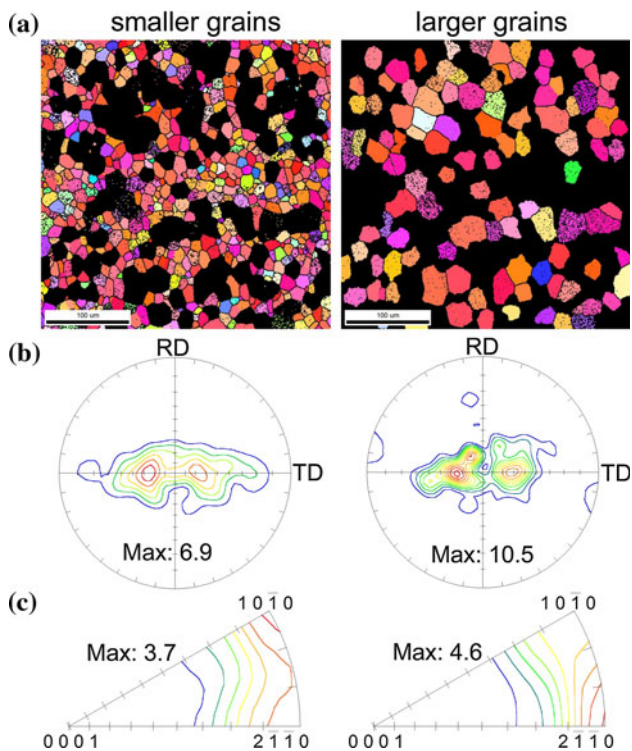 (a) smaller grains larger grains
100 um 100 um
(b) RD RD
TD TD
Max: 6.9 Max: 10.5
(c) 101̅0 101̅0
Max: 3.7 Max: 4.6
0001 21̅1̅0 0001 21̅1̅0